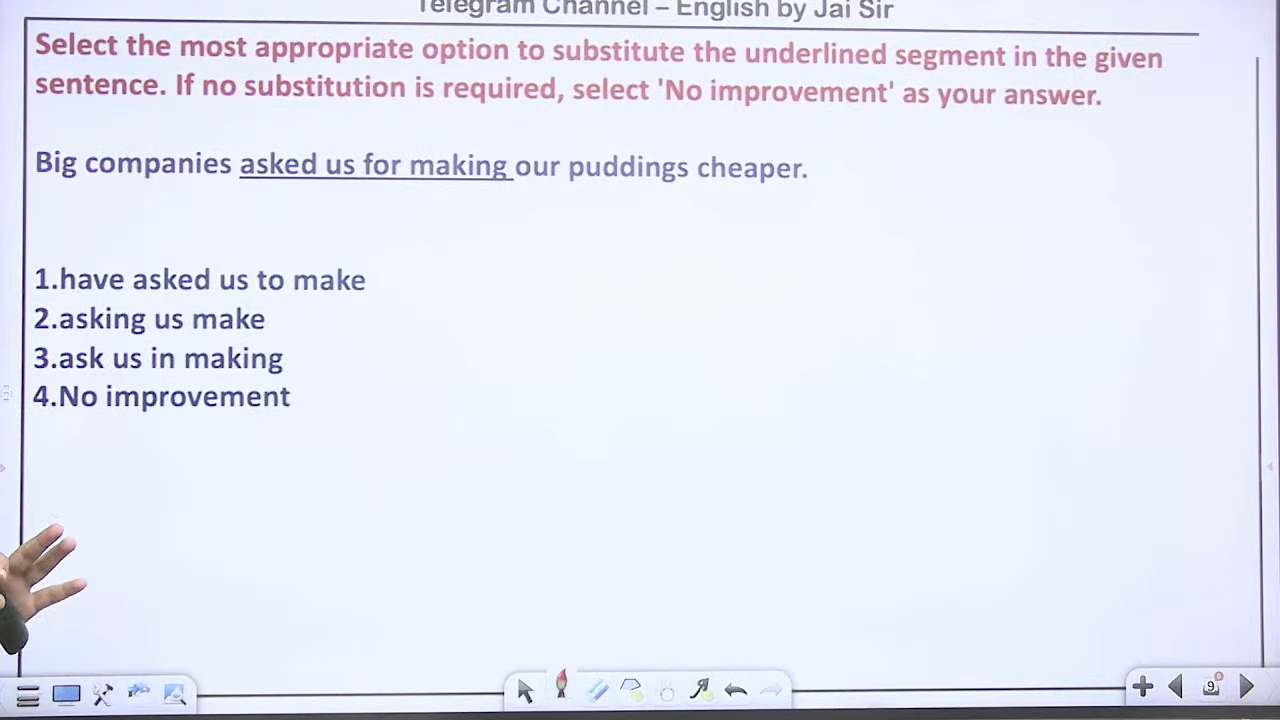 Telegram Channel – English by Jai Sir
Select the most appropriate option to substitute the underlined segment in the given
sentence. If no substitution is required, select 'No improvement' as your answer.
Big companies asked us for making our puddings cheaper.
1.have asked us to make
2.asking us make
3.ask us in making
4.No improvement
9